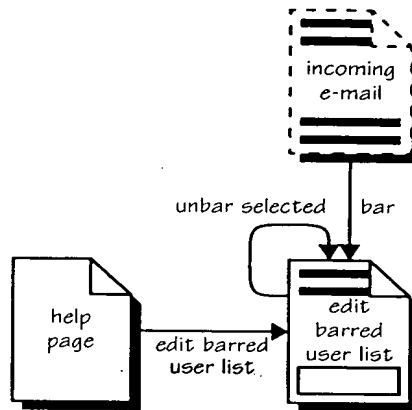 incoming
e-mail
unbar selected
bar
help
page
edit barred
user list
edit
barred
user list